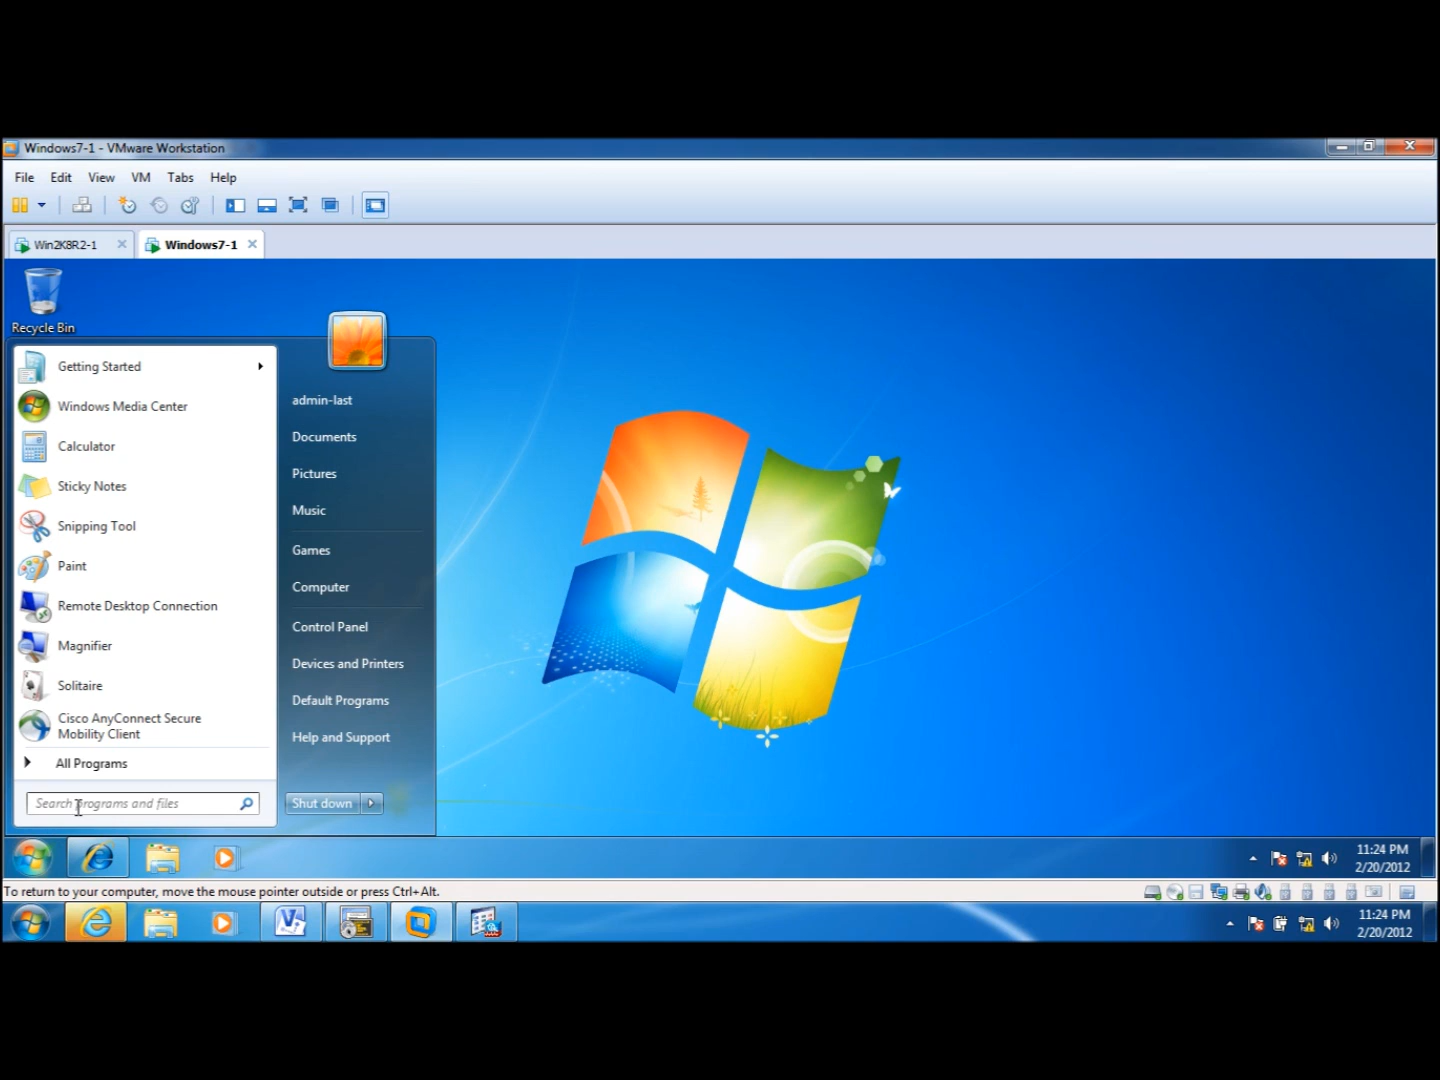 Windows7-1 - VMware Workstation
File Edit View VM Tabs Help
Win2K8R2-1 Windows7-1
Recycle Bin
Getting Started
Windows Media Center
Calculator
Sticky Notes
Snipping Tool
Paint
Remote Desktop Connection
Magnifier
Solitaire
Cisco AnyConnect Secure
Mobility Client
All Programs
Search programs and files
admin-last
Documents
Pictures
Music
Games
Computer
Control Panel
Devices and Printers
Default Programs
Help and Support
Shut down
11:24 PM
2/20/2012
To return to your computer, move the mouse pointer outside or press Ctrl+Alt.
11:24 PM
2/20/2012